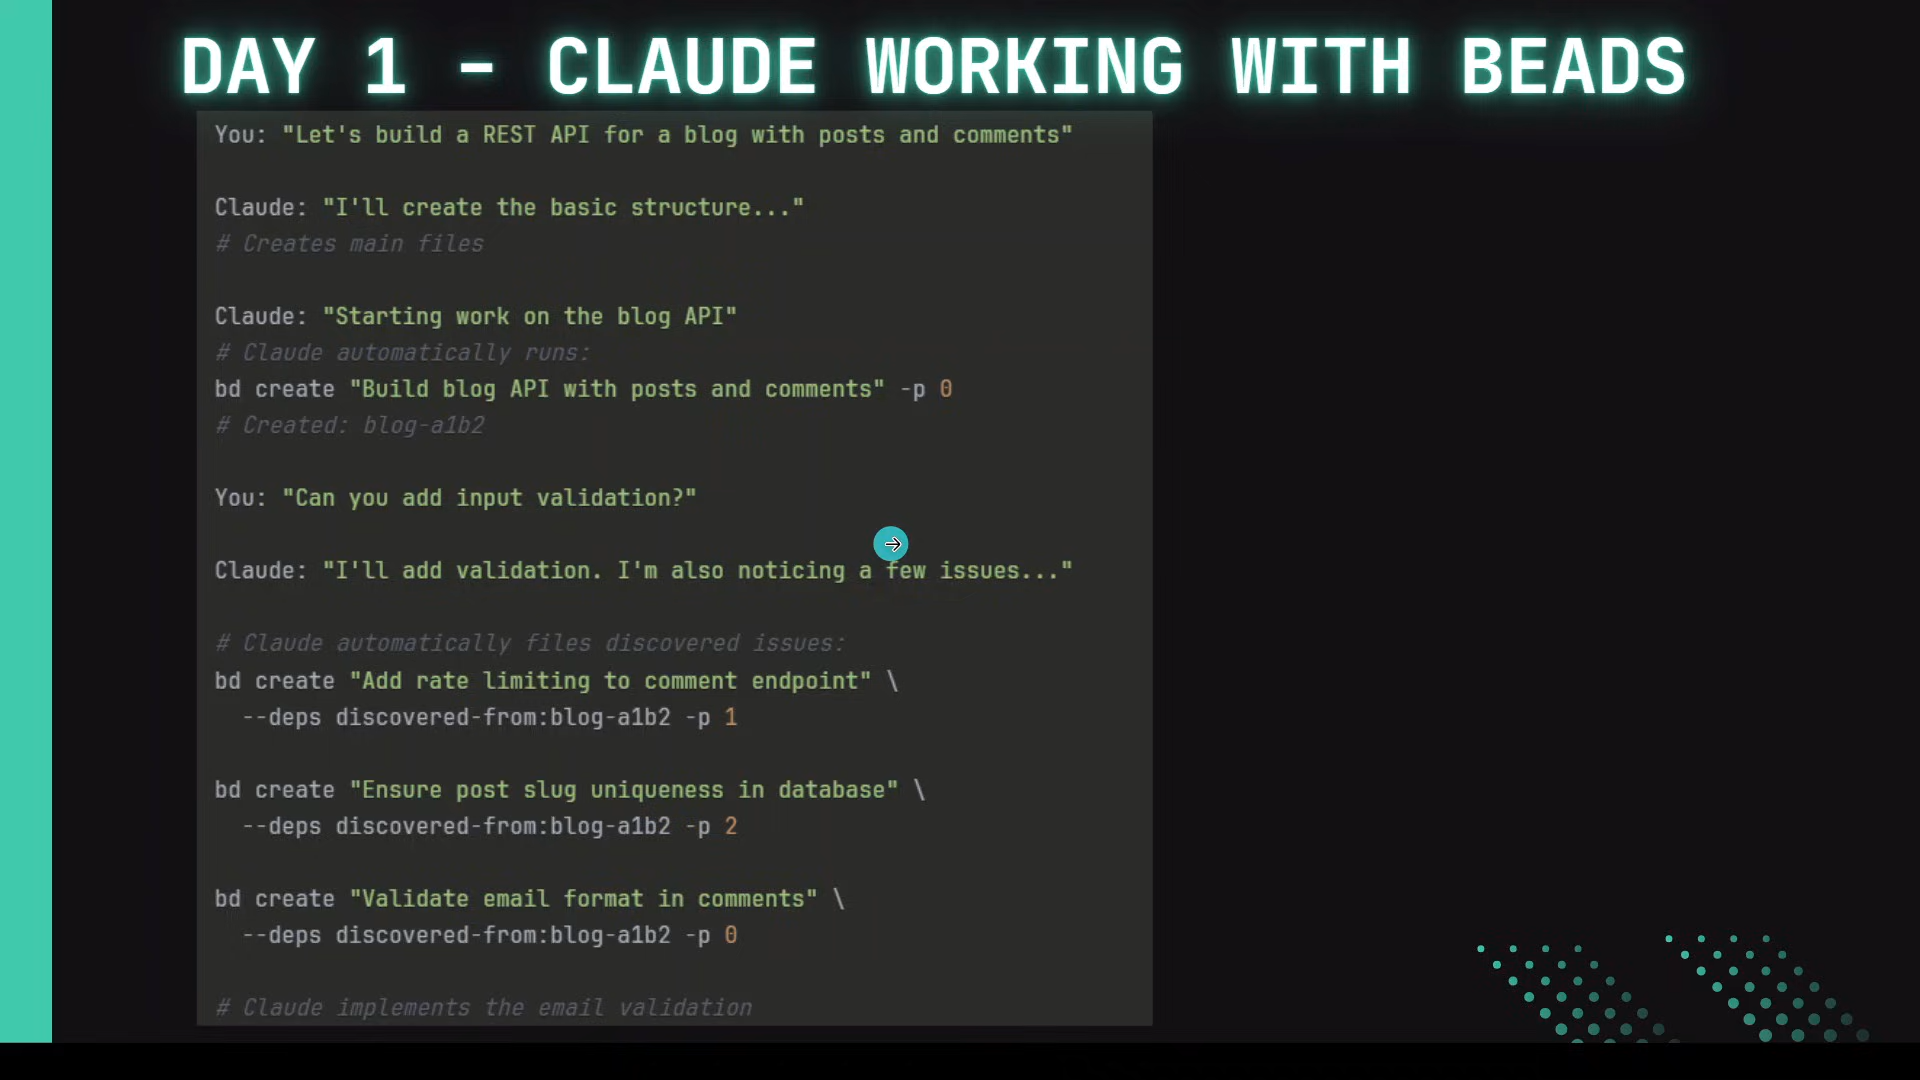 DAY 1 – CLAUDE WORKING WITH BEADS
You: "Let's build a REST API for a blog with posts and comments"
Claude: "I'll create the basic structure..."
# Creates main files
Claude: "Starting work on the blog API"
# Claude automatically runs:
bd create "Build blog API with posts and comments" -p 0
# Created: blog-a1b2
You: "Can you add input validation?"
Claude: "I'll add validation. I'm also noticing a few issues..."
# Claude automatically files discovered issues:
bd create "Add rate limiting to comment endpoint" \
--deps discovered-from:blog-a1b2 -p 1
bd create "Ensure post slug uniqueness in database" \
--deps discovered-from:blog-a1b2 -p 2
bd create "Validate email format in comments" \
--deps discovered-from:blog-a1b2 -p 0
# Claude implements the email validation